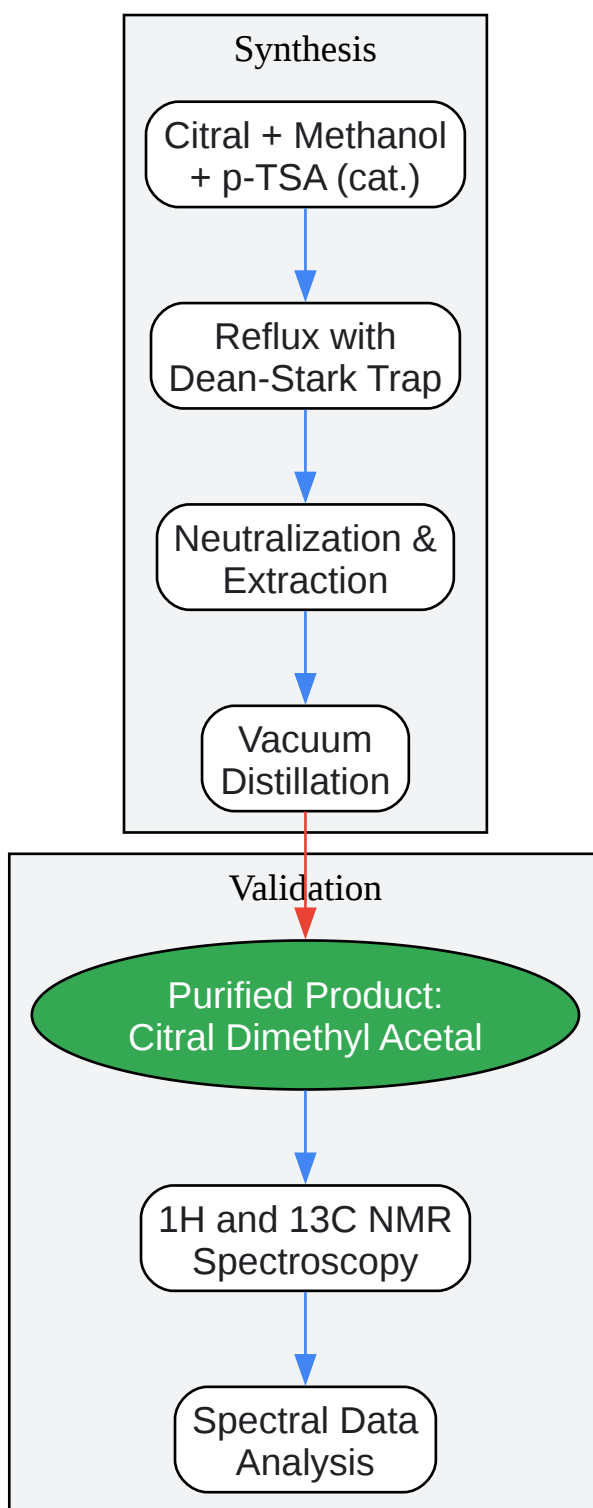 Synthesis
Citral + Methanol
+ p-TSA (cat.)
Reflux with
Dean-Stark Trap
Neutralization &
Extraction
Vacuum
Distillation
Validation
Purified Product:
Citral Dimethyl Acetal
1H and 13C NMR
Spectroscopy
Spectral Data
Analysis